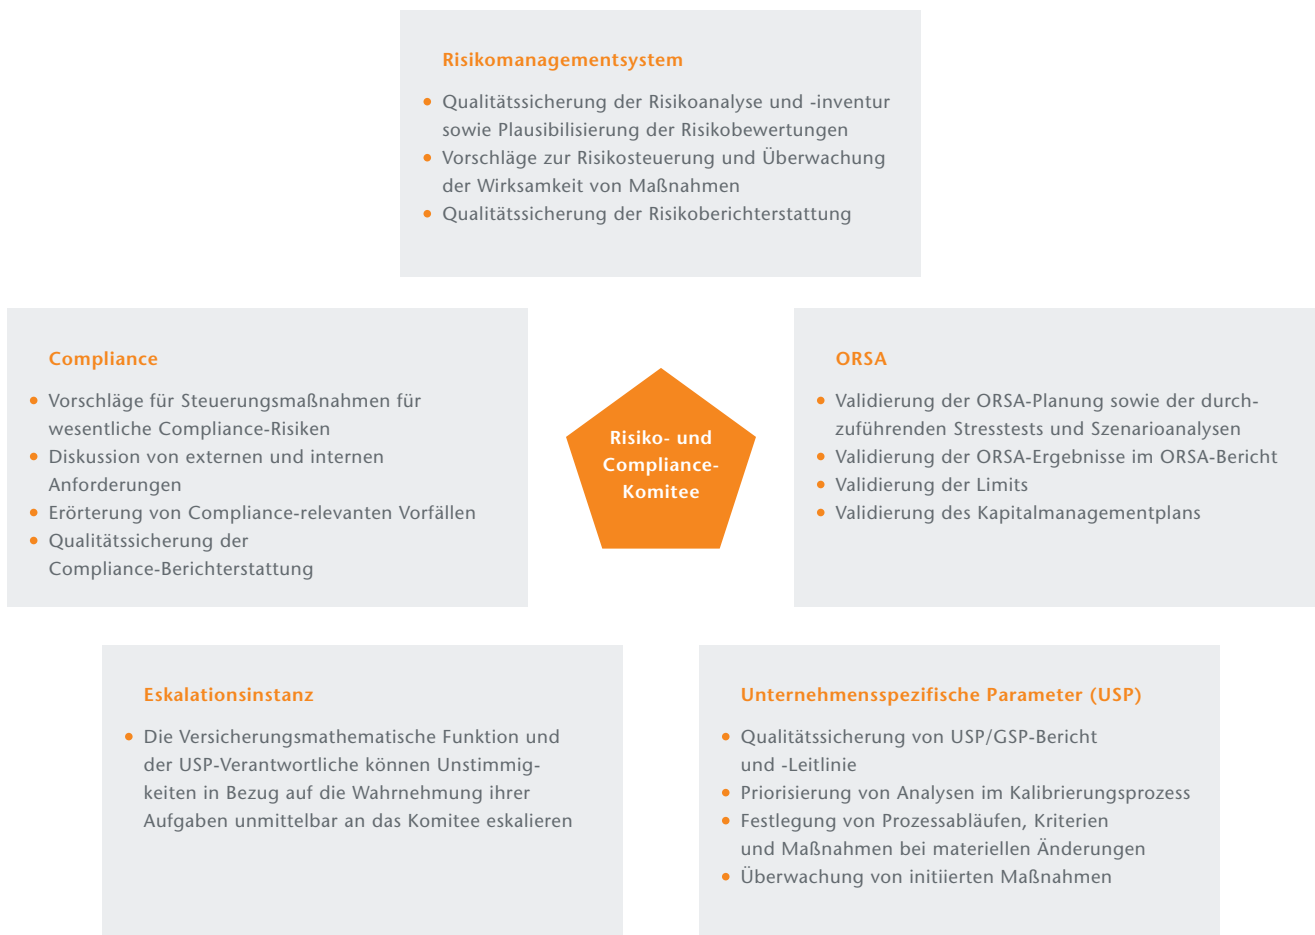 Risikomanagementsystem
Qualitätssicherung der Risikoanalyse und -inventur
sowie Plausibilisierung der Risikobewertungen
Vorschläge zur Risikosteuerung und Überwachung
der Wirksamkeit von Maßnahmen
Qualitätssicherung der Risikoberichterstattung
Compliance
Vorschläge für Steuerungsmaßnahmen für
wesentliche Compliance-Risiken
Diskussion von externen und internen
Anforderungen
Erörterung von Compliance-relevanten Vorfällen
Qualitätssicherung der
Compliance-Berichterstattung
Risiko- und
Compliance-
Komitee
ORSA
Validierung der ORSA-Planung sowie der durch-
zuführenden Stresstests und Szenarioanalysen
Validierung der ORSA-Ergebnisse im ORSA-Bericht
Validierung der Limits
Validierung des Kapitalmanagementplans
Eskalationsinstanz
Die Versicherungsmathematische Funktion und
der USP-Verantwortliche können Unstimmig-
keiten in Bezug auf die Wahrnehmung ihrer
Aufgaben unmittelbar an das Komitee eskalieren
Unternehmensspezifische Parameter (USP)
Qualitätssicherung von USP/GSP-Bericht
und -Leitlinie
Priorisierung von Analysen im Kalibrierungsprozess
Festlegung von Prozessabläufen, Kriterien
und Maßnahmen bei materiellen Änderungen
Überwachung von initiierten Maßnahmen